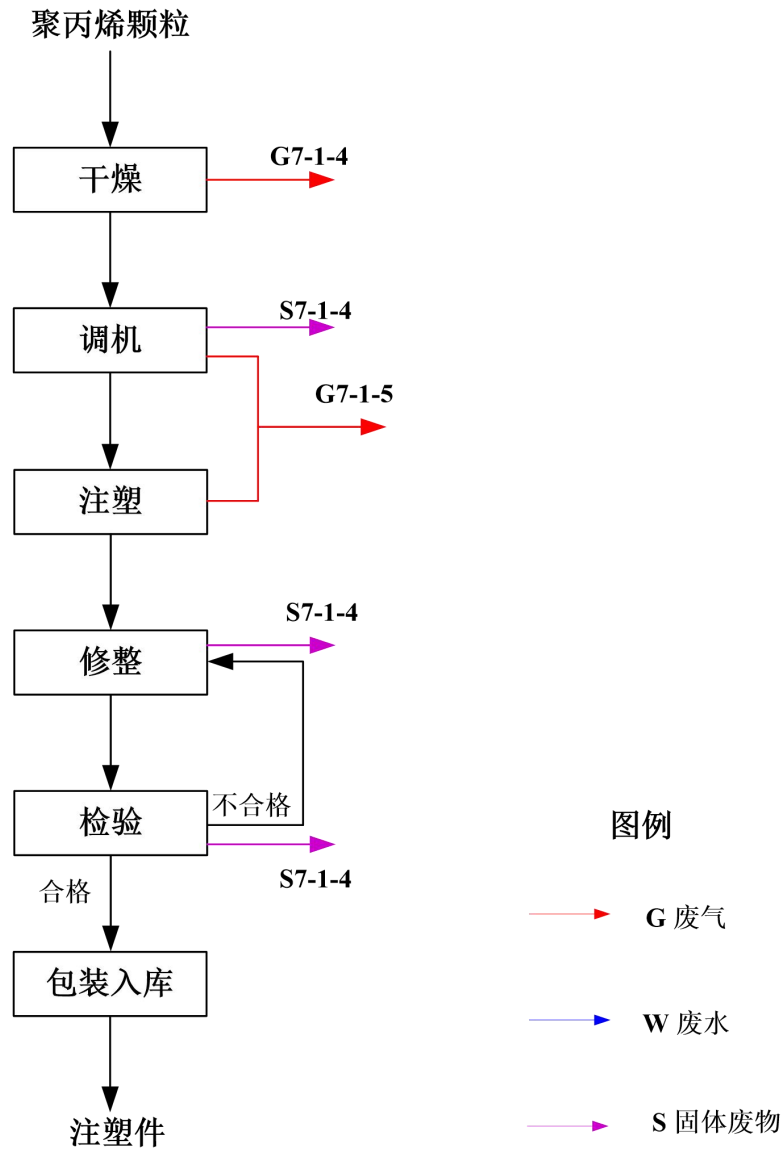 聚丙烯颗粒
G7-1-4
干燥
S7-1-4
调机
G7-1-5
注塑
S7-1-4
修整
不合格
检验
S7-1-4
合格
包装入库
注塑件
图例
G 废气
W 废水
S 固体废物